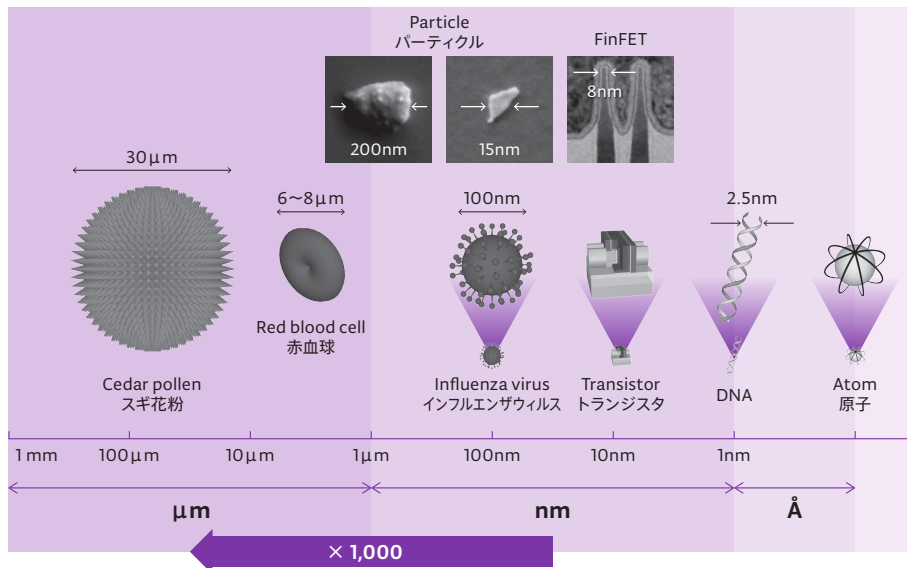 Particle
パーティクル
FinFET
200nm
15nm
8nm
30μm
6〜8μm
100nm
2.5nm
Red blood cell
赤血球
Cedar pollen
スギ花粉
Influenza virus
インフルエンザウィルス
Transistor
トランジスタ
DNA
Atom
原子
1 mm
100μm
10μm
1μm
100nm
10nm
1nm
μm
nm
Å
× 1,000